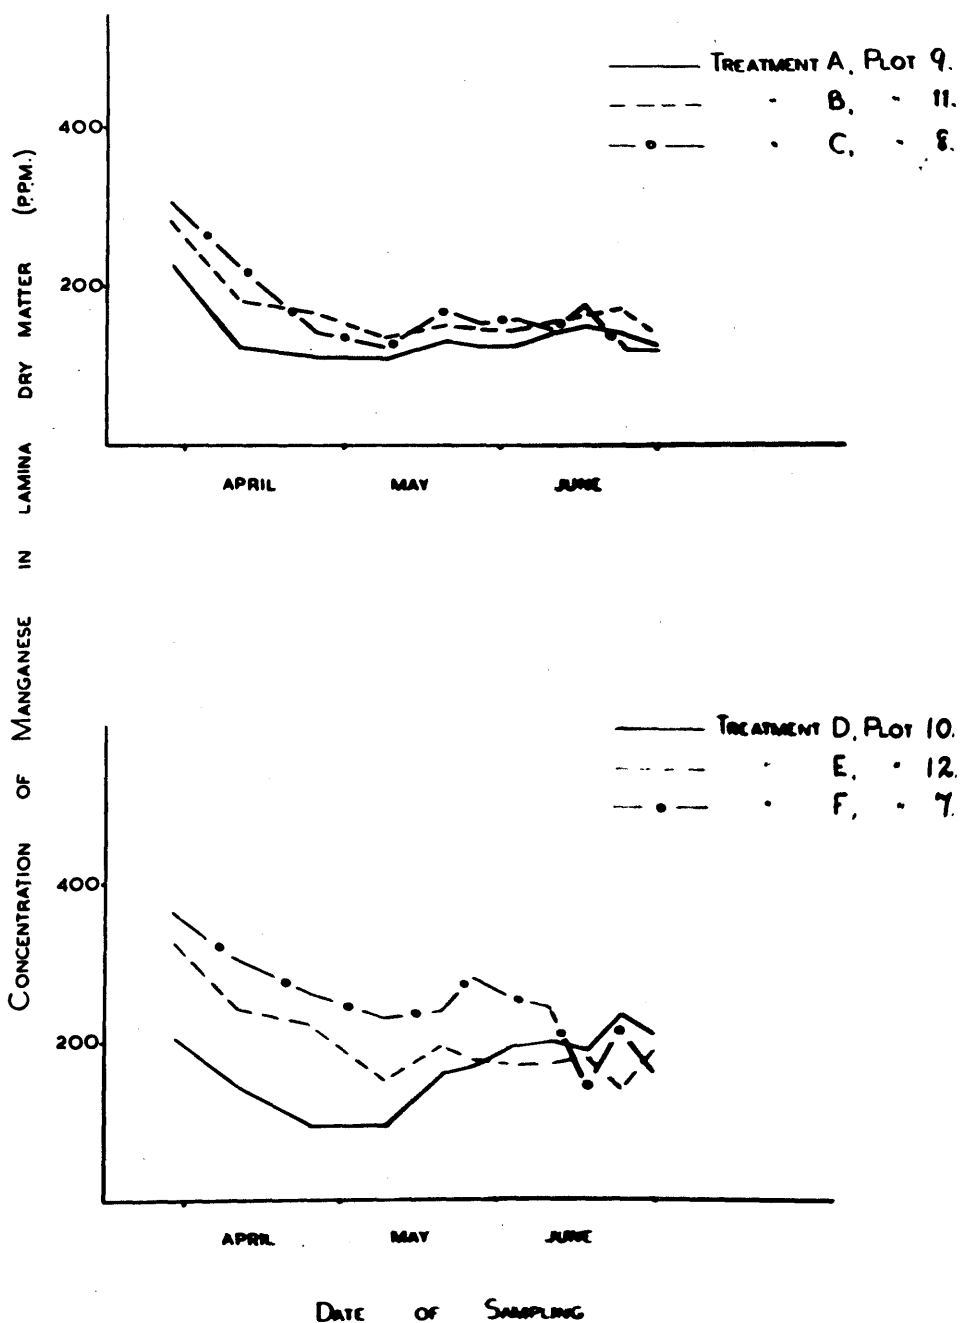 TREATMENT A, PLOT 9.
" B, " 11.
" C, " 8.
400
200
APRIL MAY JUNE
CONCENTRATION OF MANGANESE IN LAMINA DRY MATTER (P.P.M.)
TREATMENT D, PLOT 10.
" E, " 12.
" F, " 7.
400
200
APRIL MAY JUNE
DATE OF SAMPLING